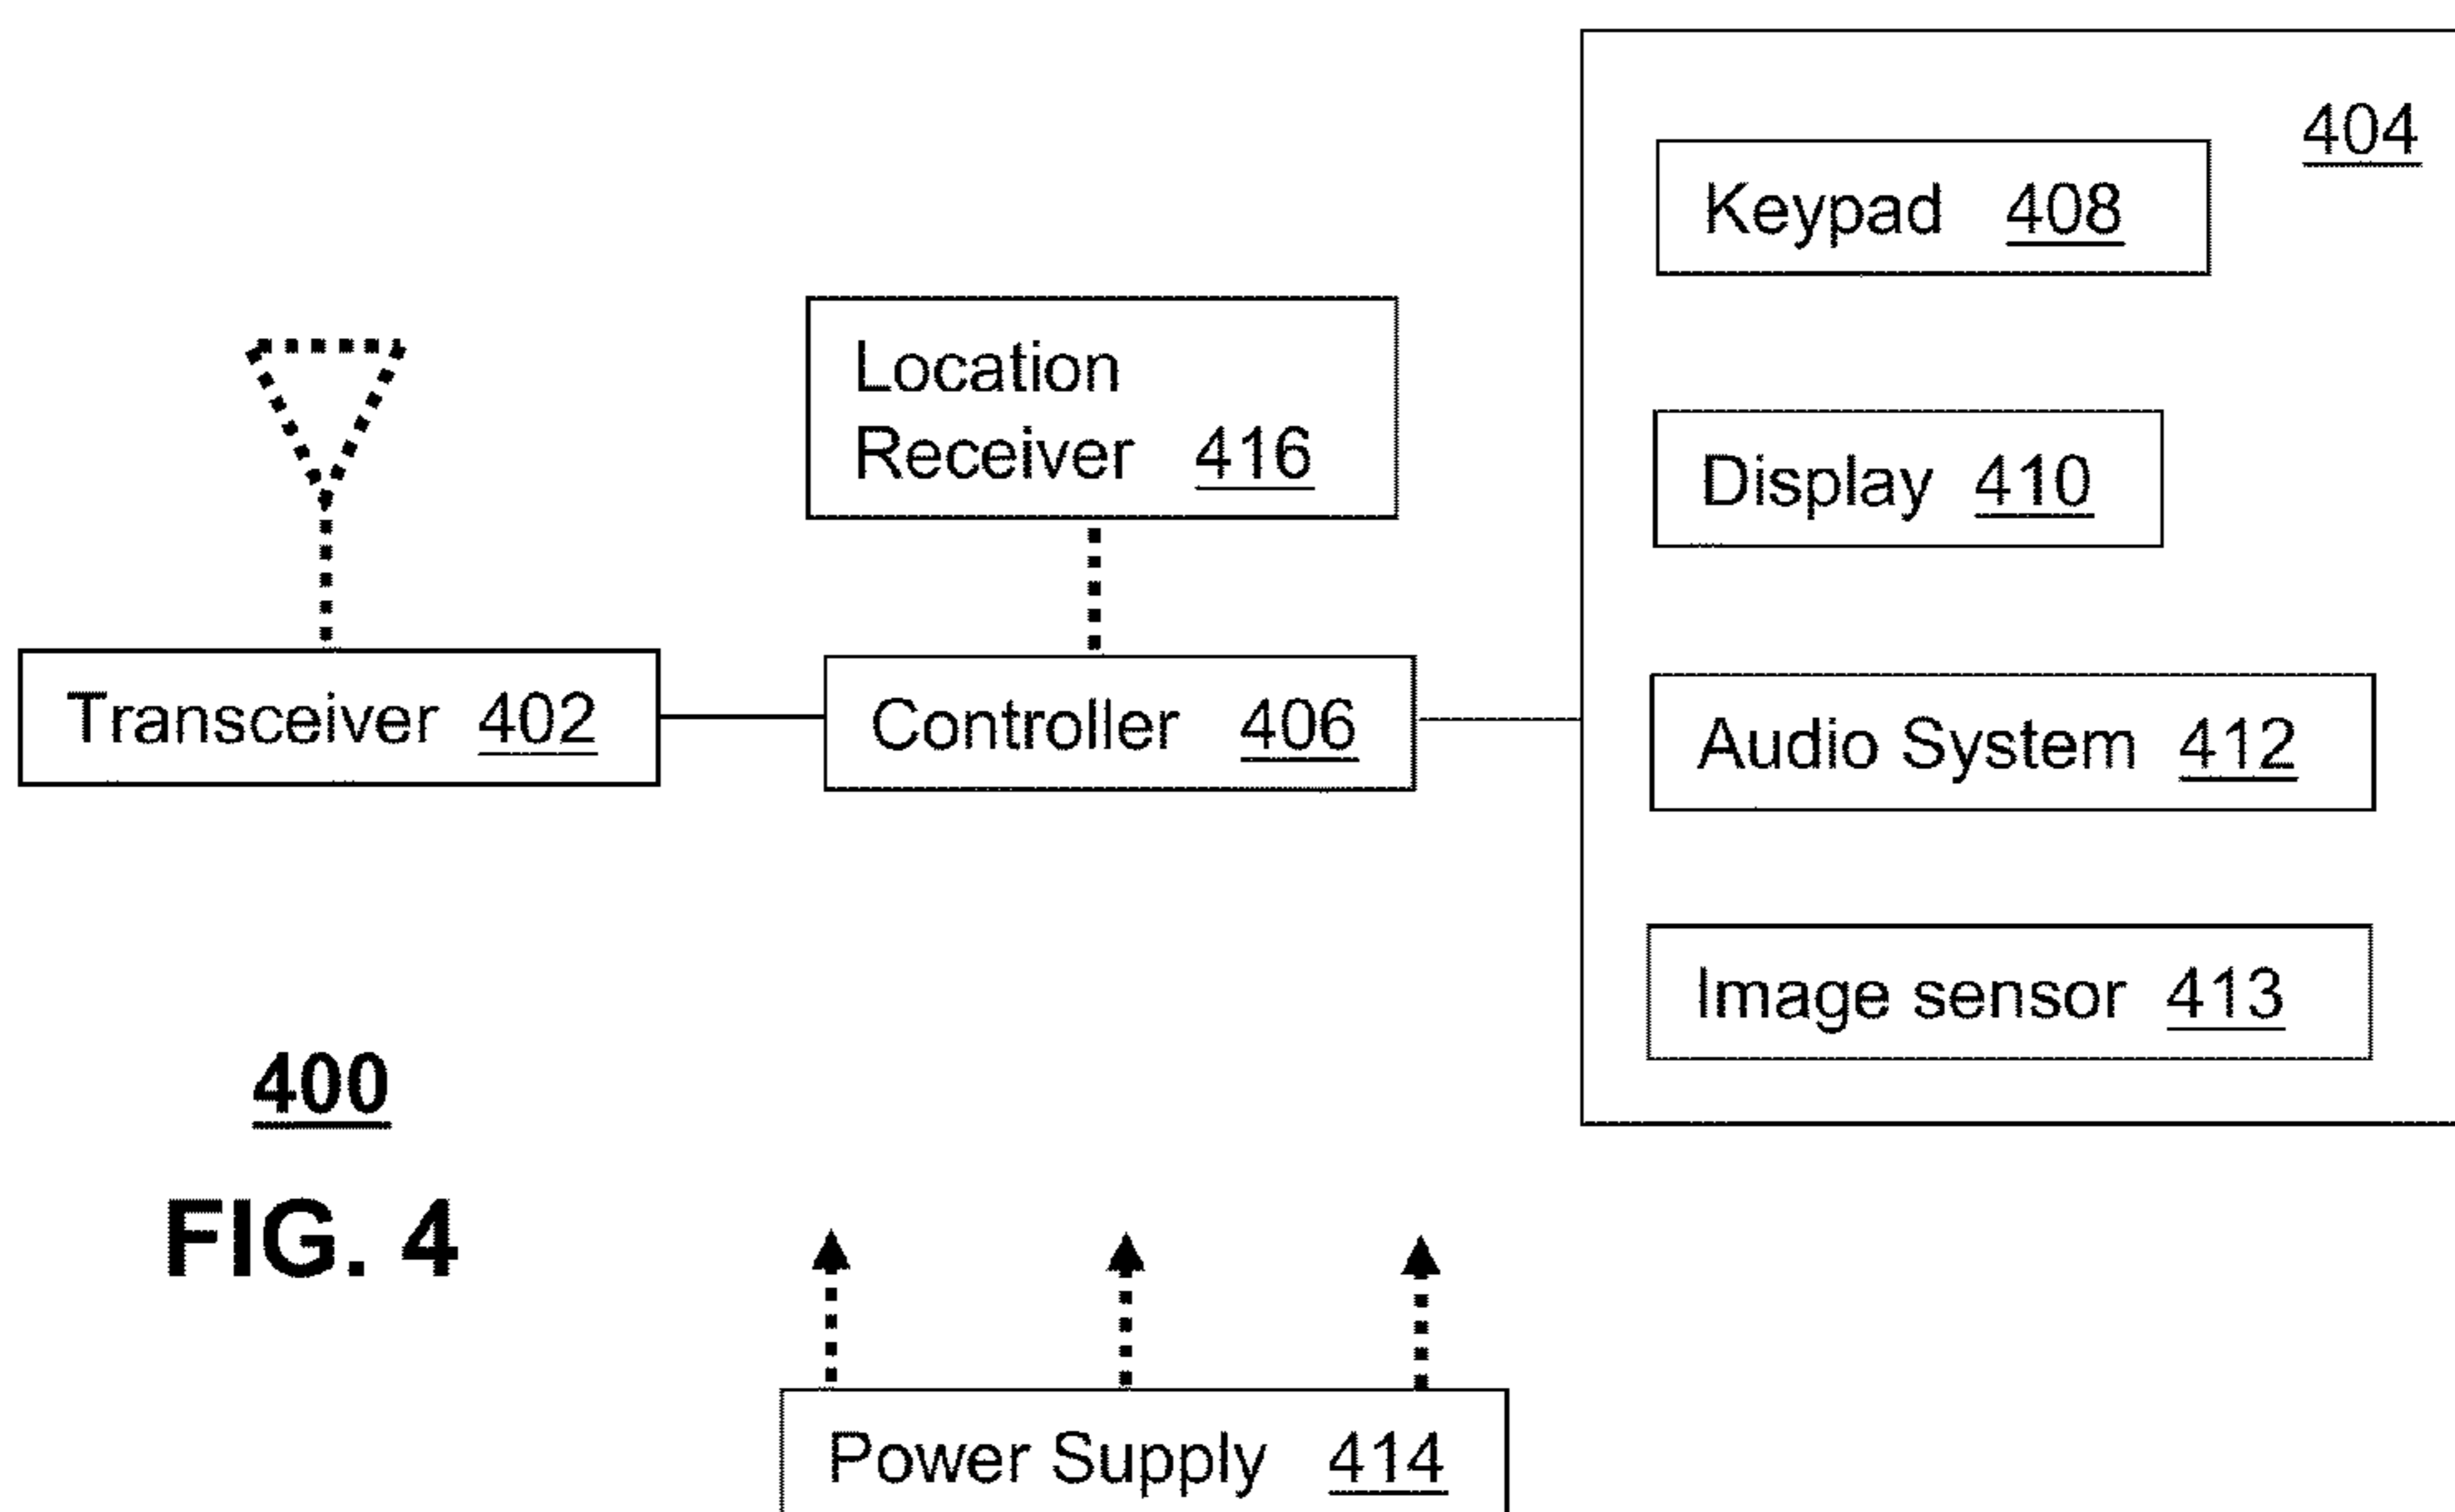 404
Keypad 408
Location
Receiver 416
Display 410
Transceiver 402
Controller 406
Audio System 412
Image sensor 413
400
FIG. 4
Power Supply 414